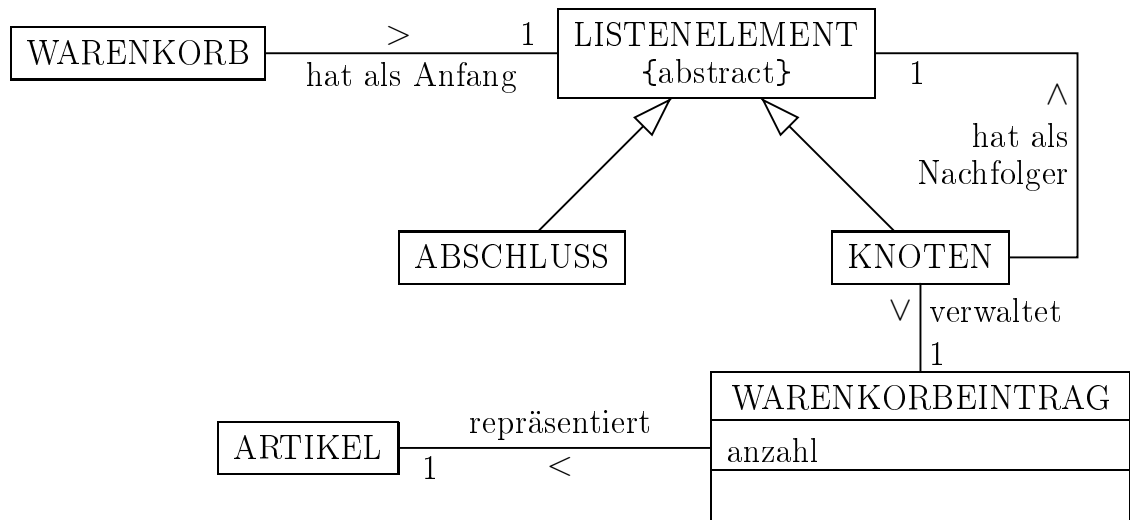 WARENKORB
>
1
hat als Anfang
LISTENELEMENT
{abstract}
1
hat als
Nachfolger
ABSCHLUSS
KNOTEN
verwaltet
1
WARENKORBEINTRAG
anzahl
repräsentiert
ARTIKEL
1
<